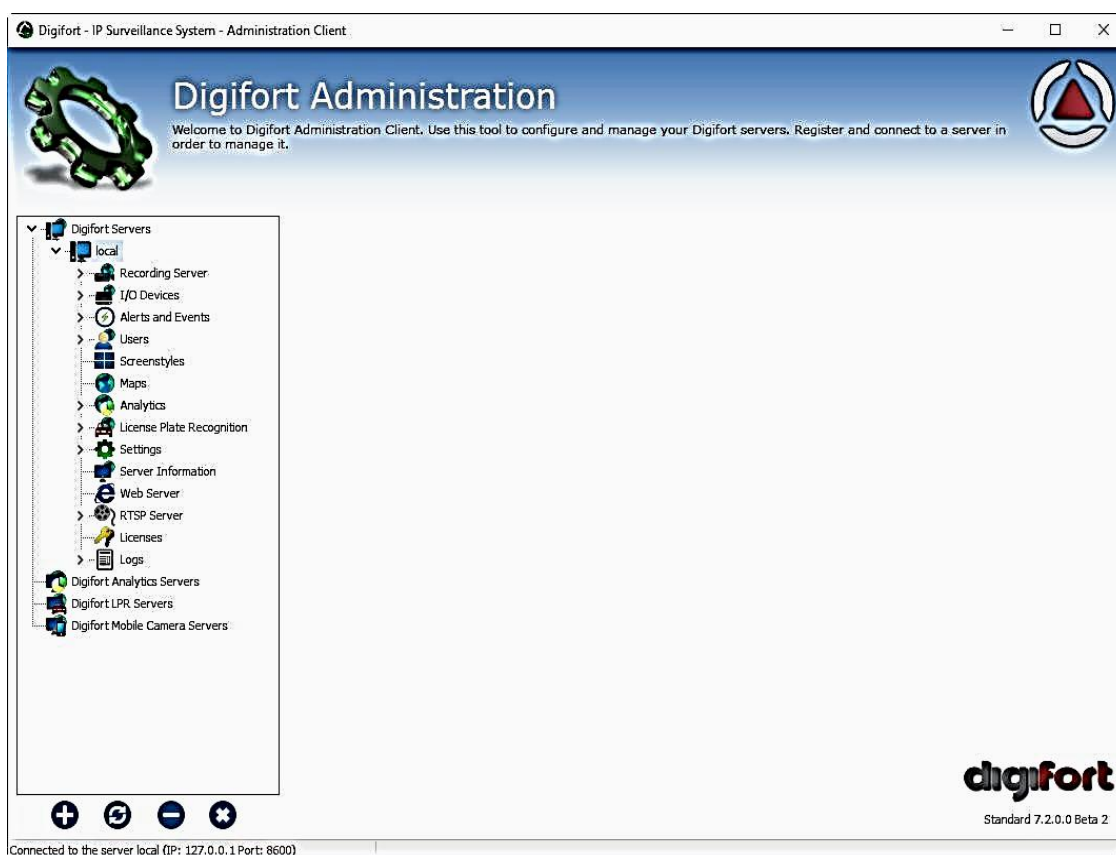 Digifort - IP Surveillance System - Administration Client
Digifort Administration
Welcome to Digifort Administration Client. Use this tool to configure and manage your Digifort servers. Register and connect to a server in
order to manage it.
Digifort Servers
local
Recording Server
I/O Devices
Alerts and Events
Users
Screenstyles
Maps
Analytics
License Plate Recognition
Settings
Server Information
Web Server
RTSP Server
Licenses
Logs
Digifort Analytics Servers
Digifort LPR Servers
Digifort Mobile Camera Servers
digifort
Standard 7.2.0.0 Beta 2
Connected to the server local (IP: 127.0.0.1 Port: 8600)